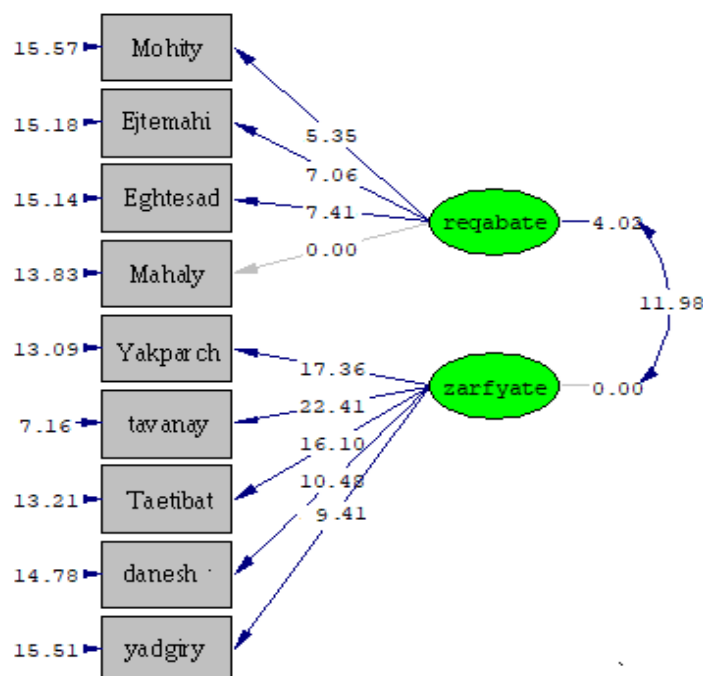 15.57 Mohity
15.18 Ejtemahi
15.14 Eghtesad
13.83 Mahaly
13.09 Yakparch
7.16 tavanay
13.21 Taetibat
14.78 danesh
15.51 yadgiry
5.35
7.06
7.41
0.00
17.36
22.41
16.10
10.48
9.41
reqabate 4.02
zarfyate 0.00
11.98